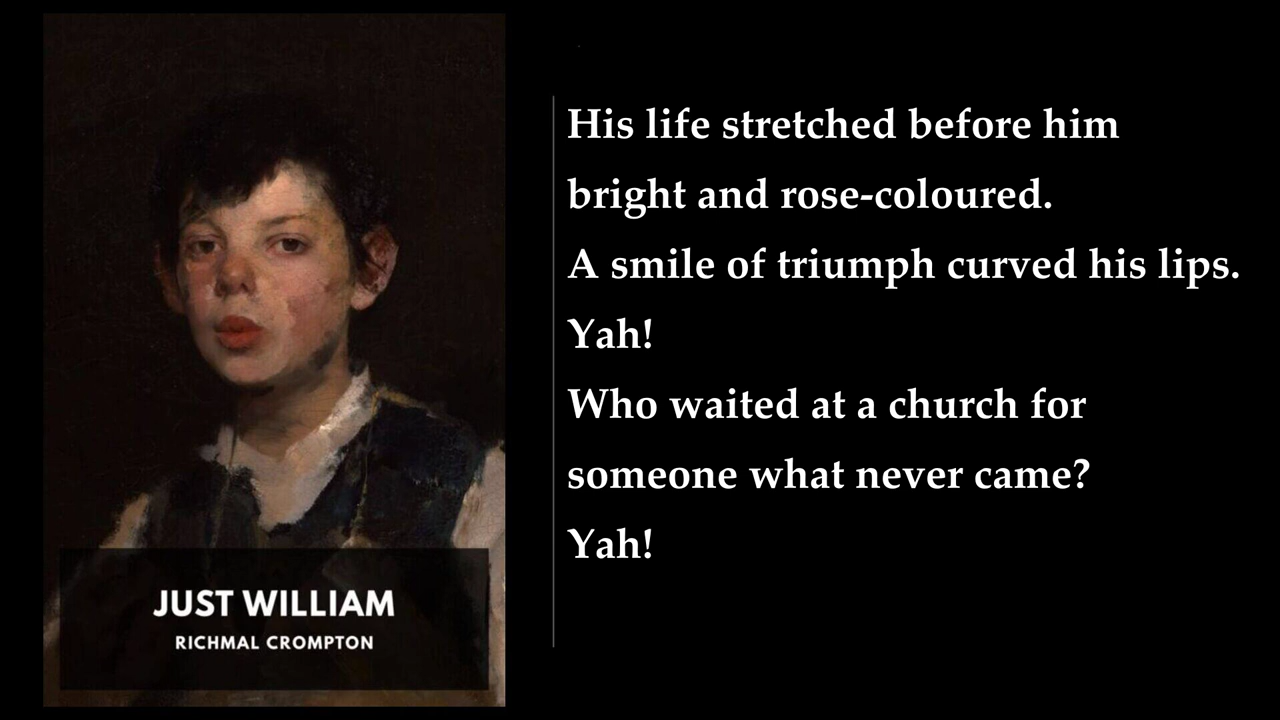 JUST WILLIAM
RICHMAL CROMPTON
His life stretched before him
bright and rose-coloured.
A smile of triumph curved his lips.
Yah!
Who waited at a church for
someone what never came?
Yah!